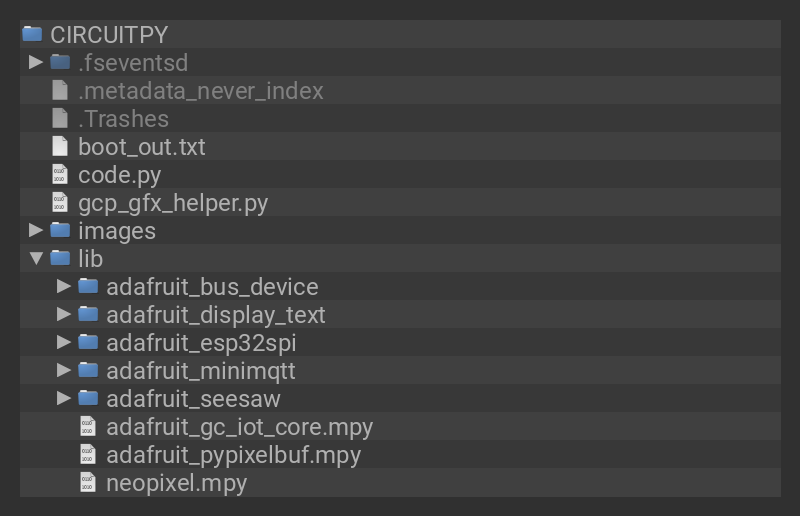 CIRCUITPY
.fseventsd
.metadata_never_index
.Trashes
boot_out.txt
code.py
gcp_gfx_helper.py
images
lib
adafruit_bus_device
adafruit_display_text
adafruit_esp32spi
adafruit_minimqtt
adafruit_seesaw
adafruit_gc_iot_core.mpy
adafruit_pypixelbuf.mpy
neopixel.mpy